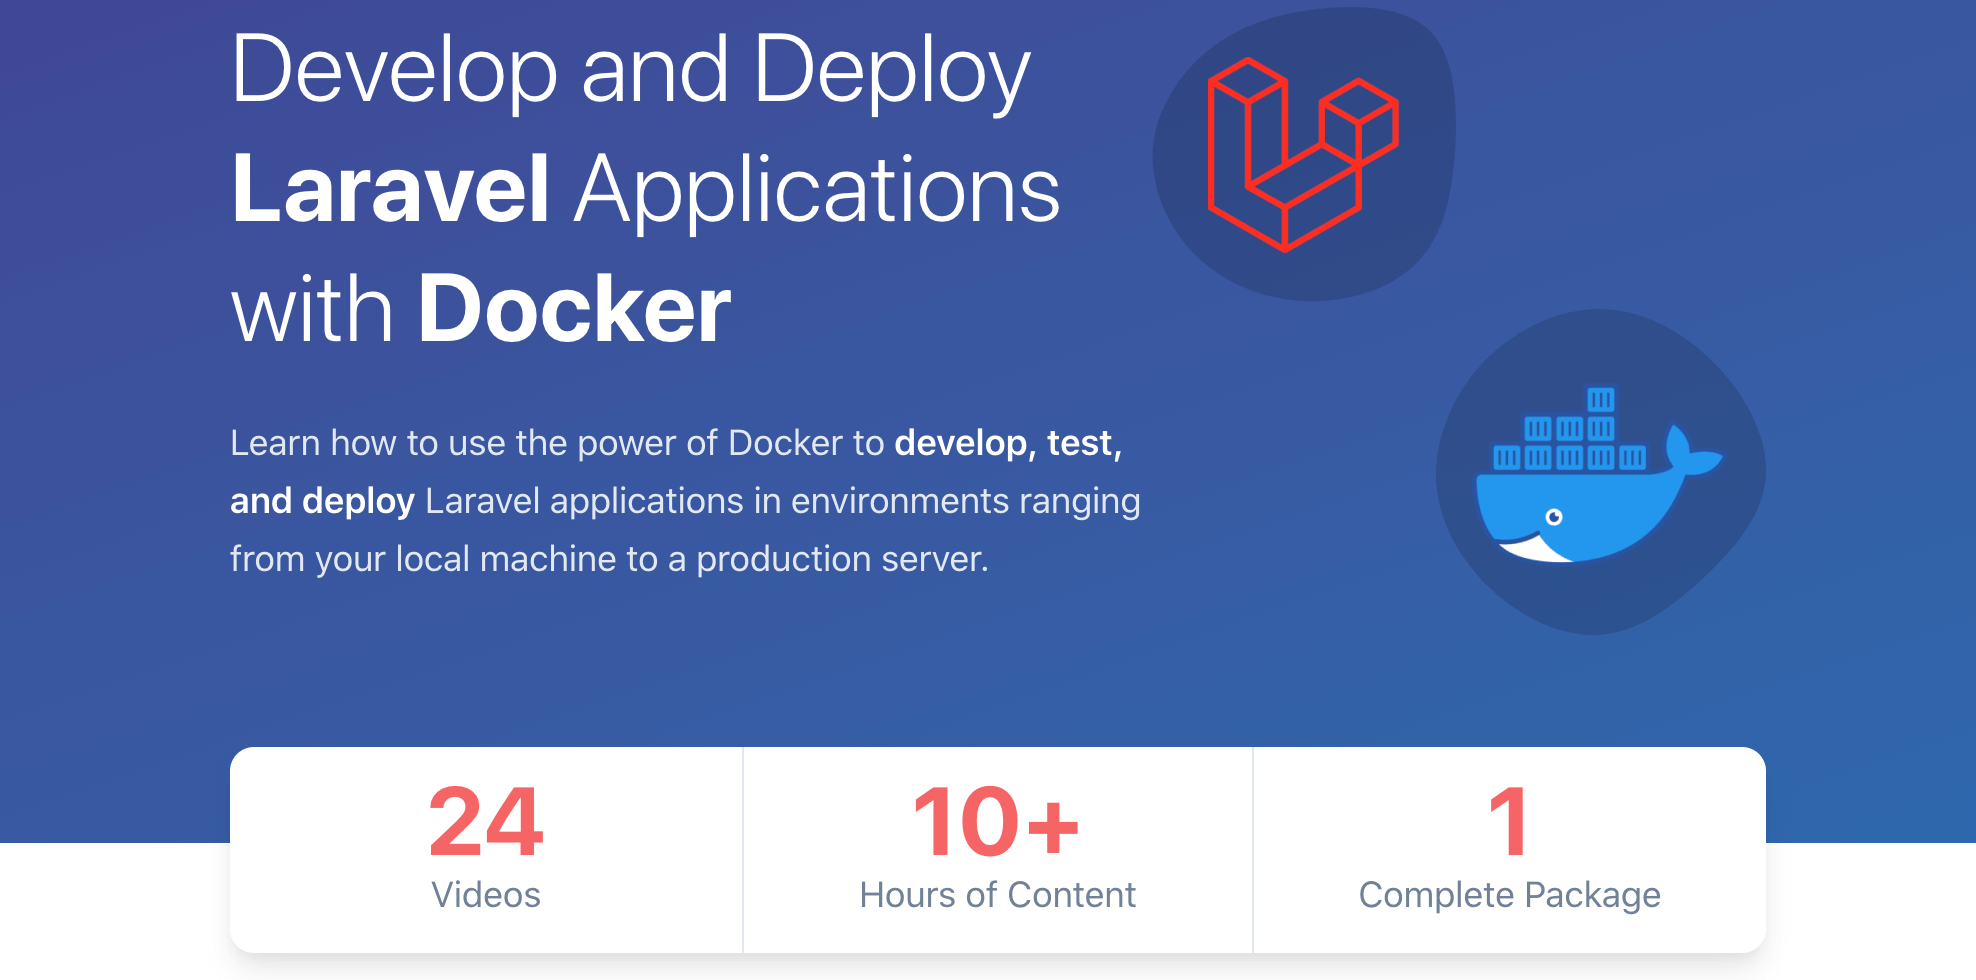 Develop and Deploy
Laravel Applications
with Docker
Learn how to use the power of Docker to develop, test,
and deploy Laravel applications in environments ranging
from your local machine to a production server.
24
Videos
10+
Hours of Content
1
Complete Package